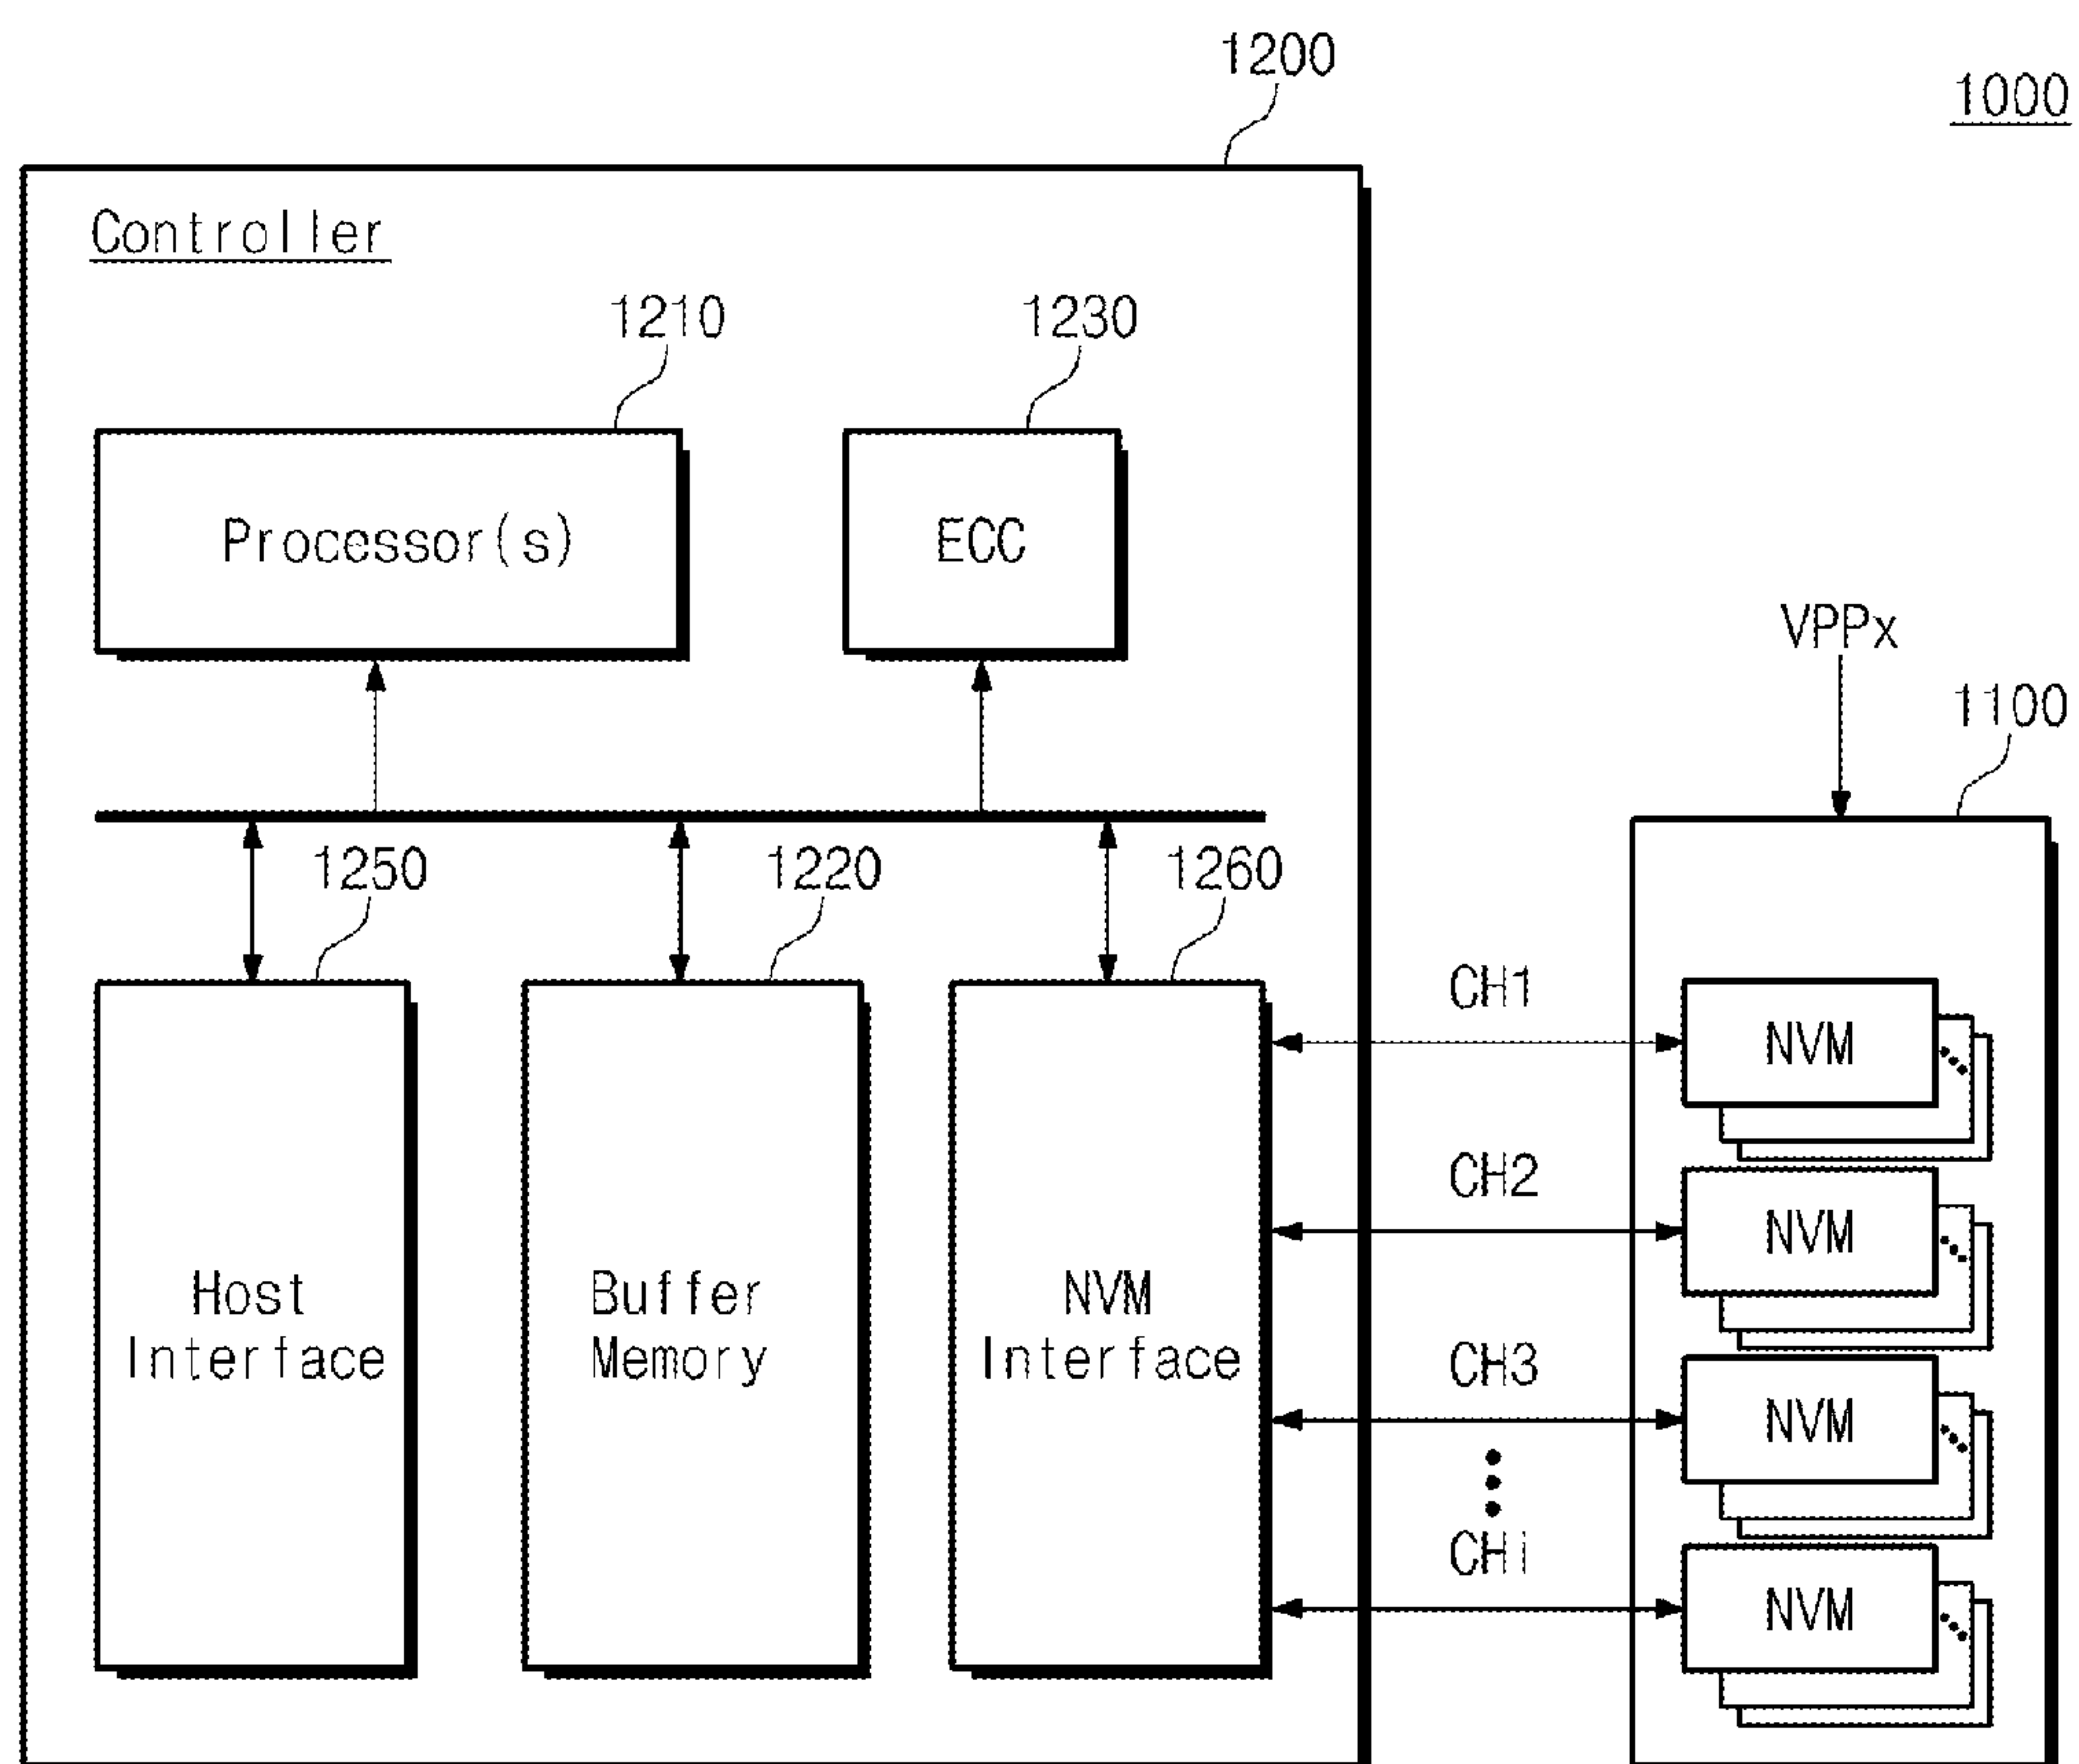 1200
1000
Controller
1210
1230
Processor(s)
ECC
VPPx
1100
1250
1220
1260
Host
Interface
Buffer
Memory
NVM
Interface
CH1
NVM
CH2
NVM
CH3
NVM
CHi
NVM